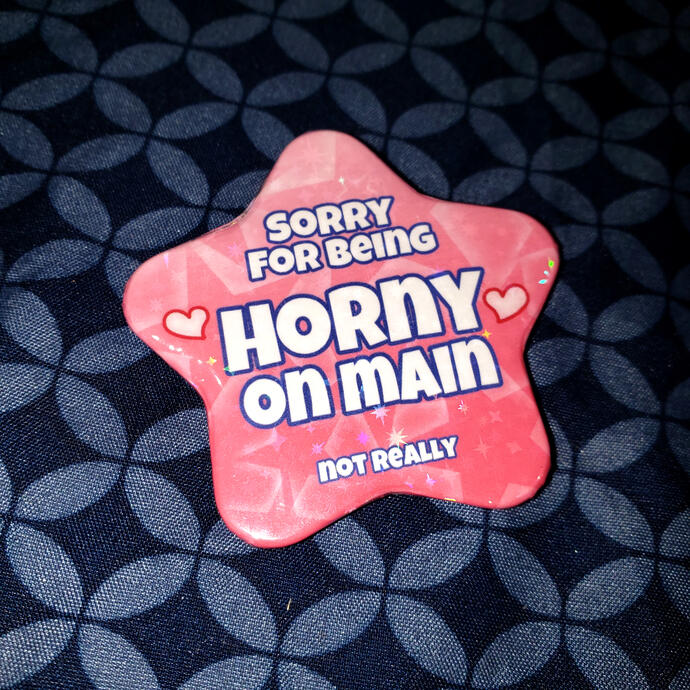 SORRY
FOR BEING
HORNY
ON MAIN
NOT REALLY